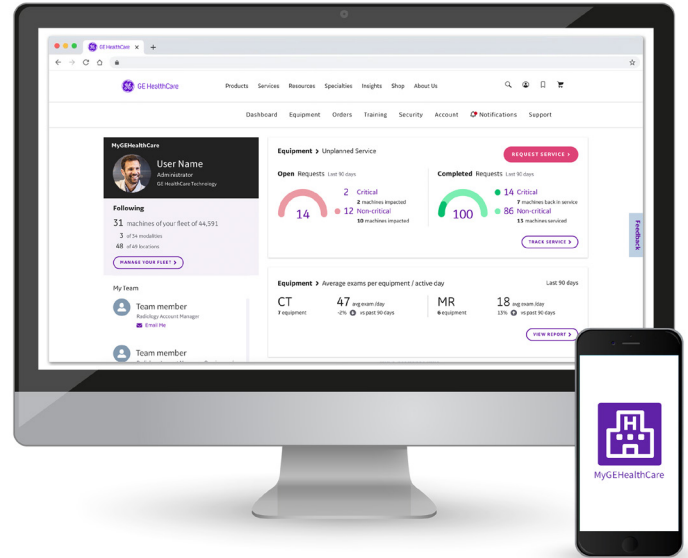 GE HealthCare × +
GE HealthCare Products Services Resources Specialties Insights Shop About Us
Dashboard Equipment Orders Training Security Account Notifications Support
MyGEHealthCare
User Name
Administrator
GE HealthCare Technology
Following
31 machines of your fleet of 44,591
3 of 34 modalities
48 of 48 locations
MANAGE YOUR FLEET >
My Team
Team member
Radiology Account Manager
Email Me
Team member
Equipment > Unplanned Service
REQUEST SERVICE >
Open Requests Last 90 days
14
2 Critical
2 machines impacted
12 Non-critical
10 machines impacted
Completed Requests Last 90 days
100
14 Critical
7 machines back in service
86 Non-critical
13 machines serviced
TRACK SERVICE >
Feedback
Equipment > Average exams per equipment / active day Last 90 days
CT
7 equipment
47 avg exam /day
-2% vs past 90 days
MR
6 equipment
18 avg exam /day
13% vs past 90 days
VIEW REPORT >
H
MyGEHealthCare